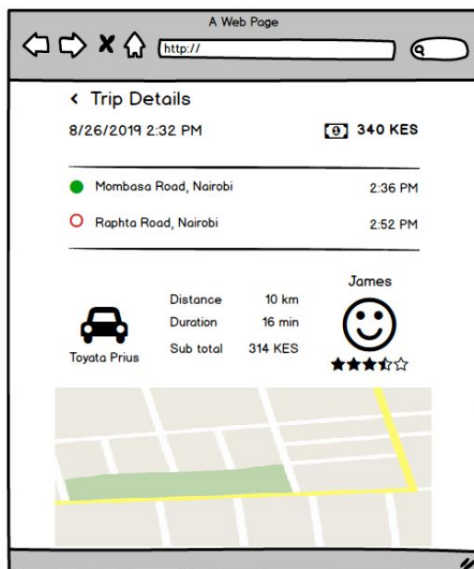 A Web Page
http://
< Trip Details
8/26/2019 2:32 PM
340 KES
Mombasa Road, Nairobi 2:36 PM
Raphta Road, Nairobi 2:52 PM
James
Distance 10 km
Duration 16 min
Sub total 314 KES
Toyata Prius